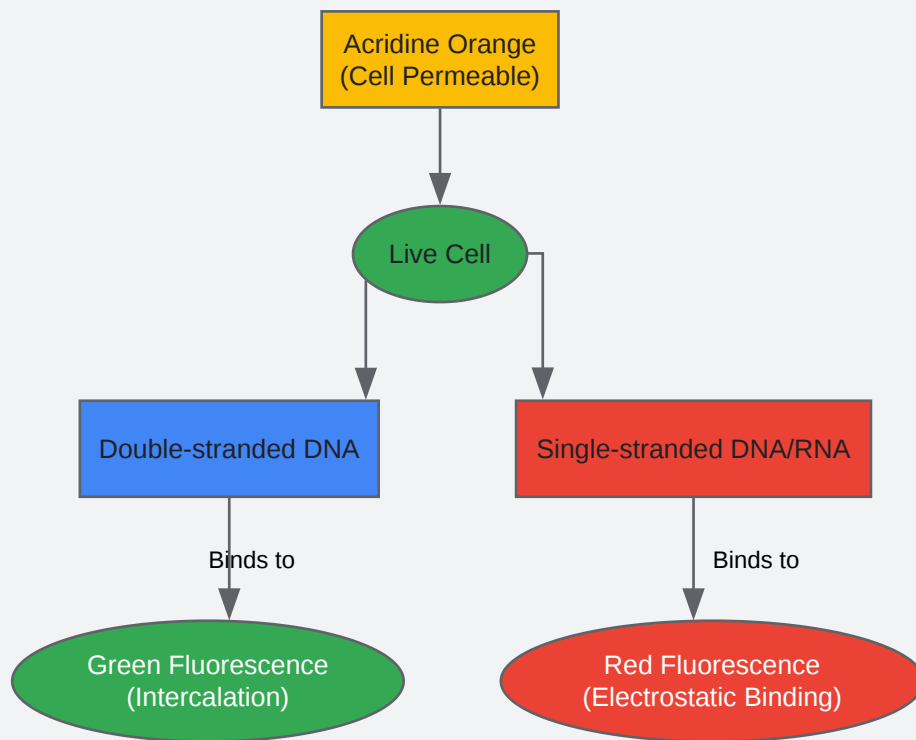 Acridine Orange
(Cell Permeable)
Live Cell
Double-stranded DNA
Single-stranded DNA/RNA
Binds to
Binds to
Green Fluorescence
(Intercalation)
Red Fluorescence
(Electrostatic Binding)